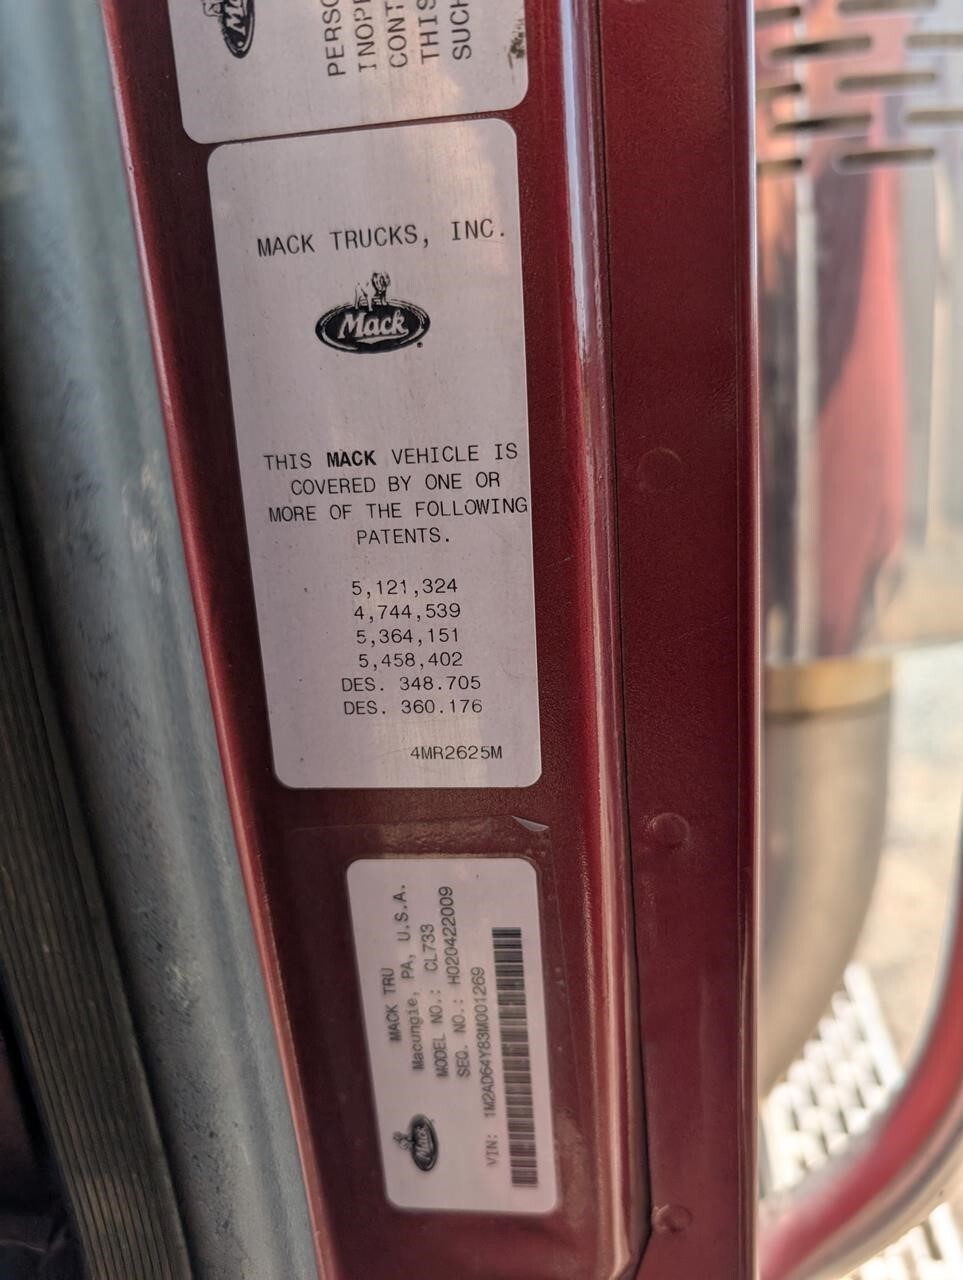 PERSO
INOPE
CONT
THIS
SUCH
MACK TRUCKS, INC.
Mack
THIS MACK VEHICLE IS
COVERED BY ONE OR
MORE OF THE FOLLOWING
PATENTS.
5,121,324
4,744,539
5,364,151
5,458,402
DES. 348.705
DES. 360.176
4MR2625M
Mack
MACK TRU
Macungie, PA, U.S.A.
MODEL NO.: CL733
SEQ. NO.: H020422009
VIN: 1M2AD64Y83M001269